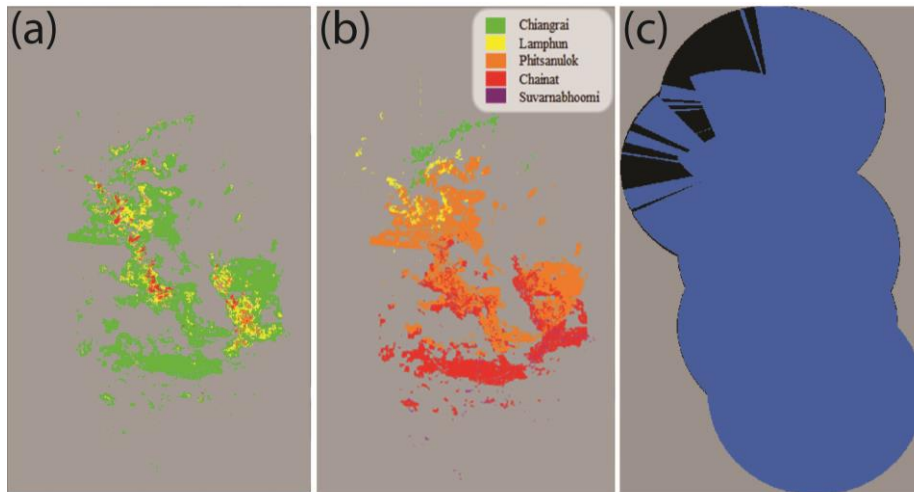 (a)
(b)
Chiangrai
Lamphun
Phitsanulok
Chainat
Suvarnabhoomi
(c)